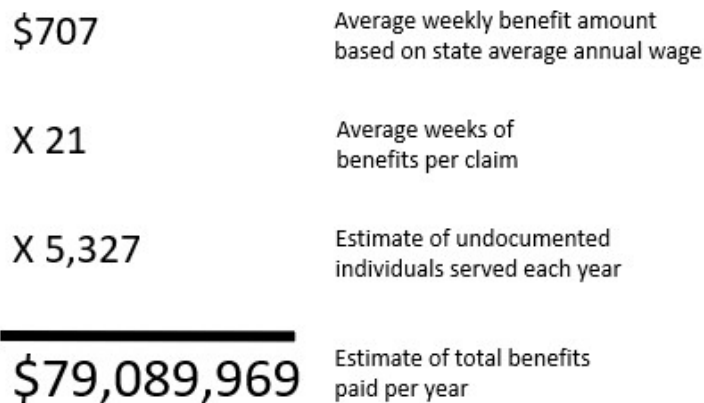 $707
Average weekly benefit amount
based on state average annual wage
X 21
Average weeks of
benefits per claim
X 5,327
Estimate of undocumented
individuals served each year
$79,089,969
Estimate of total benefits
paid per year